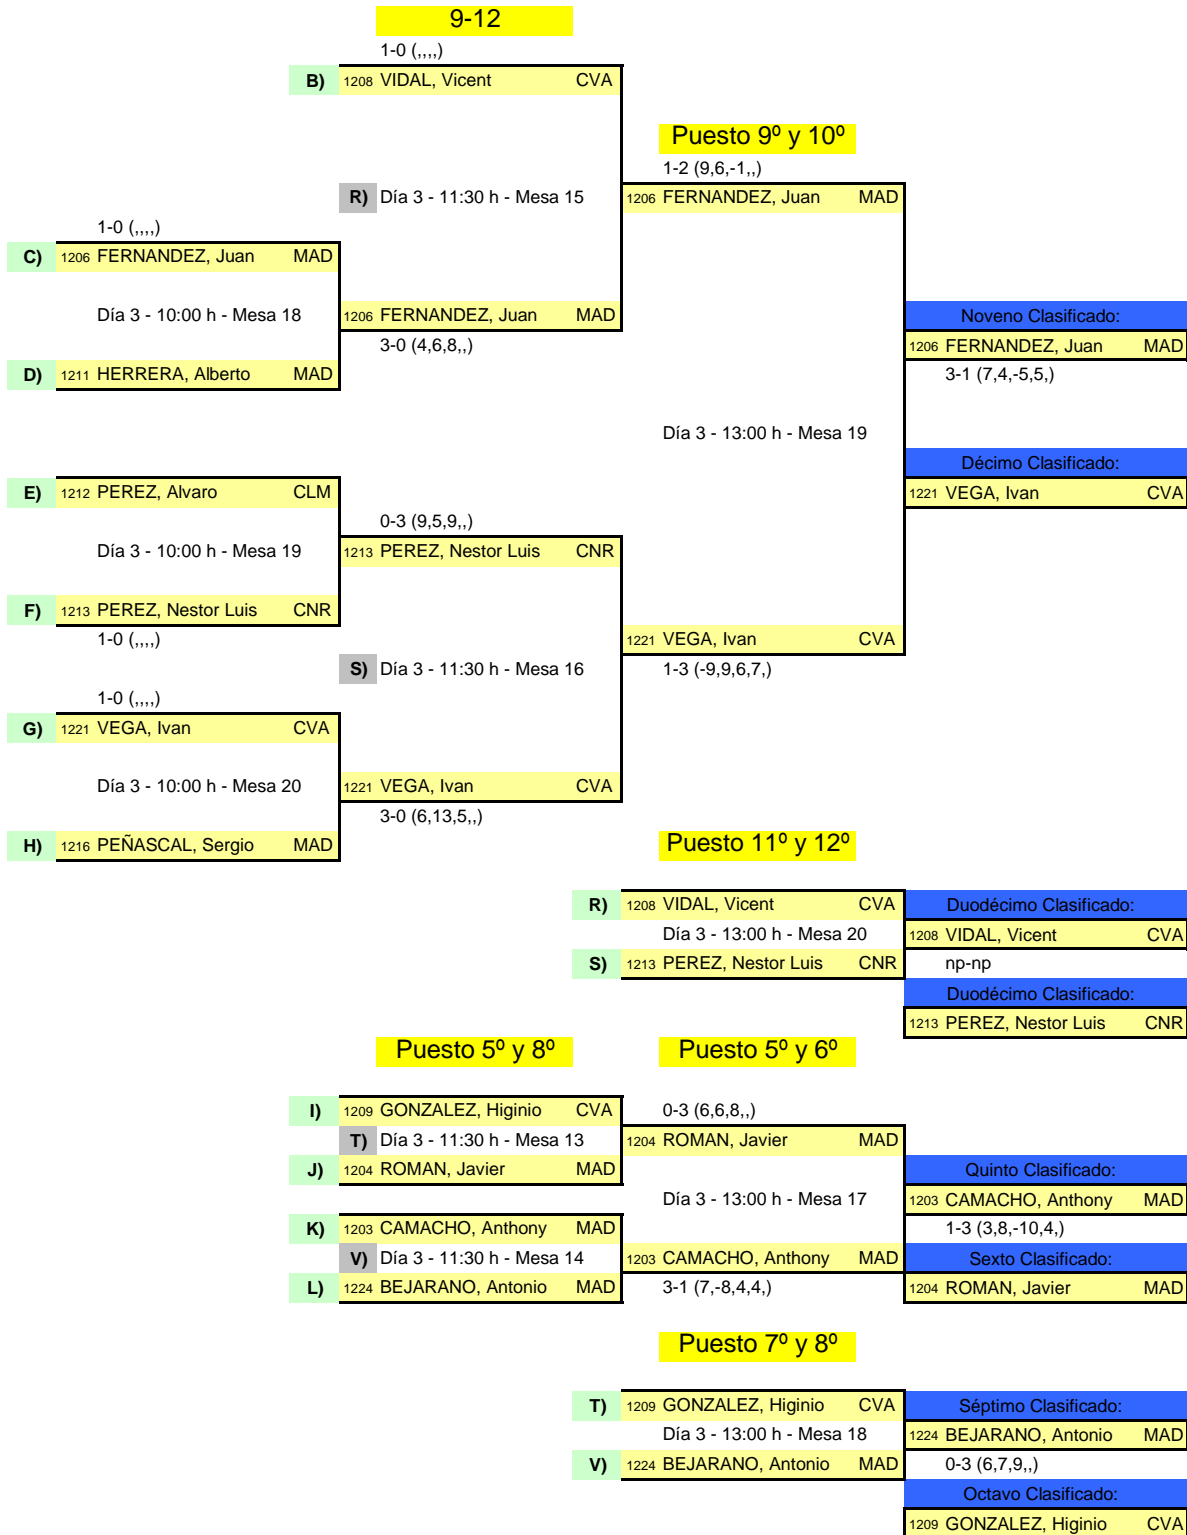 9-12
1-0 (,,,,)
B) 1208 VIDAL, Vicent CVA
Puesto 9º y 10º
1-2 (9,6,-1,,)
R) Día 3 - 11:30 h - Mesa 15 1206 FERNANDEZ, Juan MAD
1-0 (,,,,)
C) 1206 FERNANDEZ, Juan MAD
Día 3 - 10:00 h - Mesa 18 1206 FERNANDEZ, Juan MAD Noveno Clasificado:
3-0 (4,6,8,,) 1206 FERNANDEZ, Juan MAD
D) 1211 HERRERA, Alberto MAD 3-1 (7,4,-5,5,)
Día 3 - 13:00 h - Mesa 19
Décimo Clasificado:
E) 1212 PEREZ, Alvaro CLM 1221 VEGA, Ivan CVA
0-3 (9,5,9,,)
Día 3 - 10:00 h - Mesa 19 1213 PEREZ, Nestor Luis CNR
F) 1213 PEREZ, Nestor Luis CNR
1-0 (,,,,) 1221 VEGA, Ivan CVA
S) Día 3 - 11:30 h - Mesa 16 1-3 (-9,9,6,7,)
1-0 (,,,,)
G) 1221 VEGA, Ivan CVA
Día 3 - 10:00 h - Mesa 20 1221 VEGA, Ivan CVA
3-0 (6,13,5,,)
H) 1216 PEÑASCAL, Sergio MAD Puesto 11º y 12º
R) 1208 VIDAL, Vicent CVA Duodécimo Clasificado:
Día 3 - 13:00 h - Mesa 20 1208 VIDAL, Vicent CVA
S) 1213 PEREZ, Nestor Luis CNR np-np
Duodécimo Clasificado:
1213 PEREZ, Nestor Luis CNR
Puesto 5º y 8º Puesto 5º y 6º
I) 1209 GONZALEZ, Higinio CVA 0-3 (6,6,8,,)
T) Día 3 - 11:30 h - Mesa 13 1204 ROMAN, Javier MAD
J) 1204 ROMAN, Javier MAD Quinto Clasificado:
Día 3 - 13:00 h - Mesa 17 1203 CAMACHO, Anthony MAD
K) 1203 CAMACHO, Anthony MAD 1-3 (3,8,-10,4,)
V) Día 3 - 11:30 h - Mesa 14 1203 CAMACHO, Anthony MAD Sexto Clasificado:
L) 1224 BEJARANO, Antonio MAD 3-1 (7,-8,4,4,) 1204 ROMAN, Javier MAD
Puesto 7º y 8º
T) 1209 GONZALEZ, Higinio CVA Séptimo Clasificado:
Día 3 - 13:00 h - Mesa 18 1224 BEJARANO, Antonio MAD
V) 1224 BEJARANO, Antonio MAD 0-3 (6,7,9,,)
Octavo Clasificado:
1209 GONZALEZ, Higinio CVA